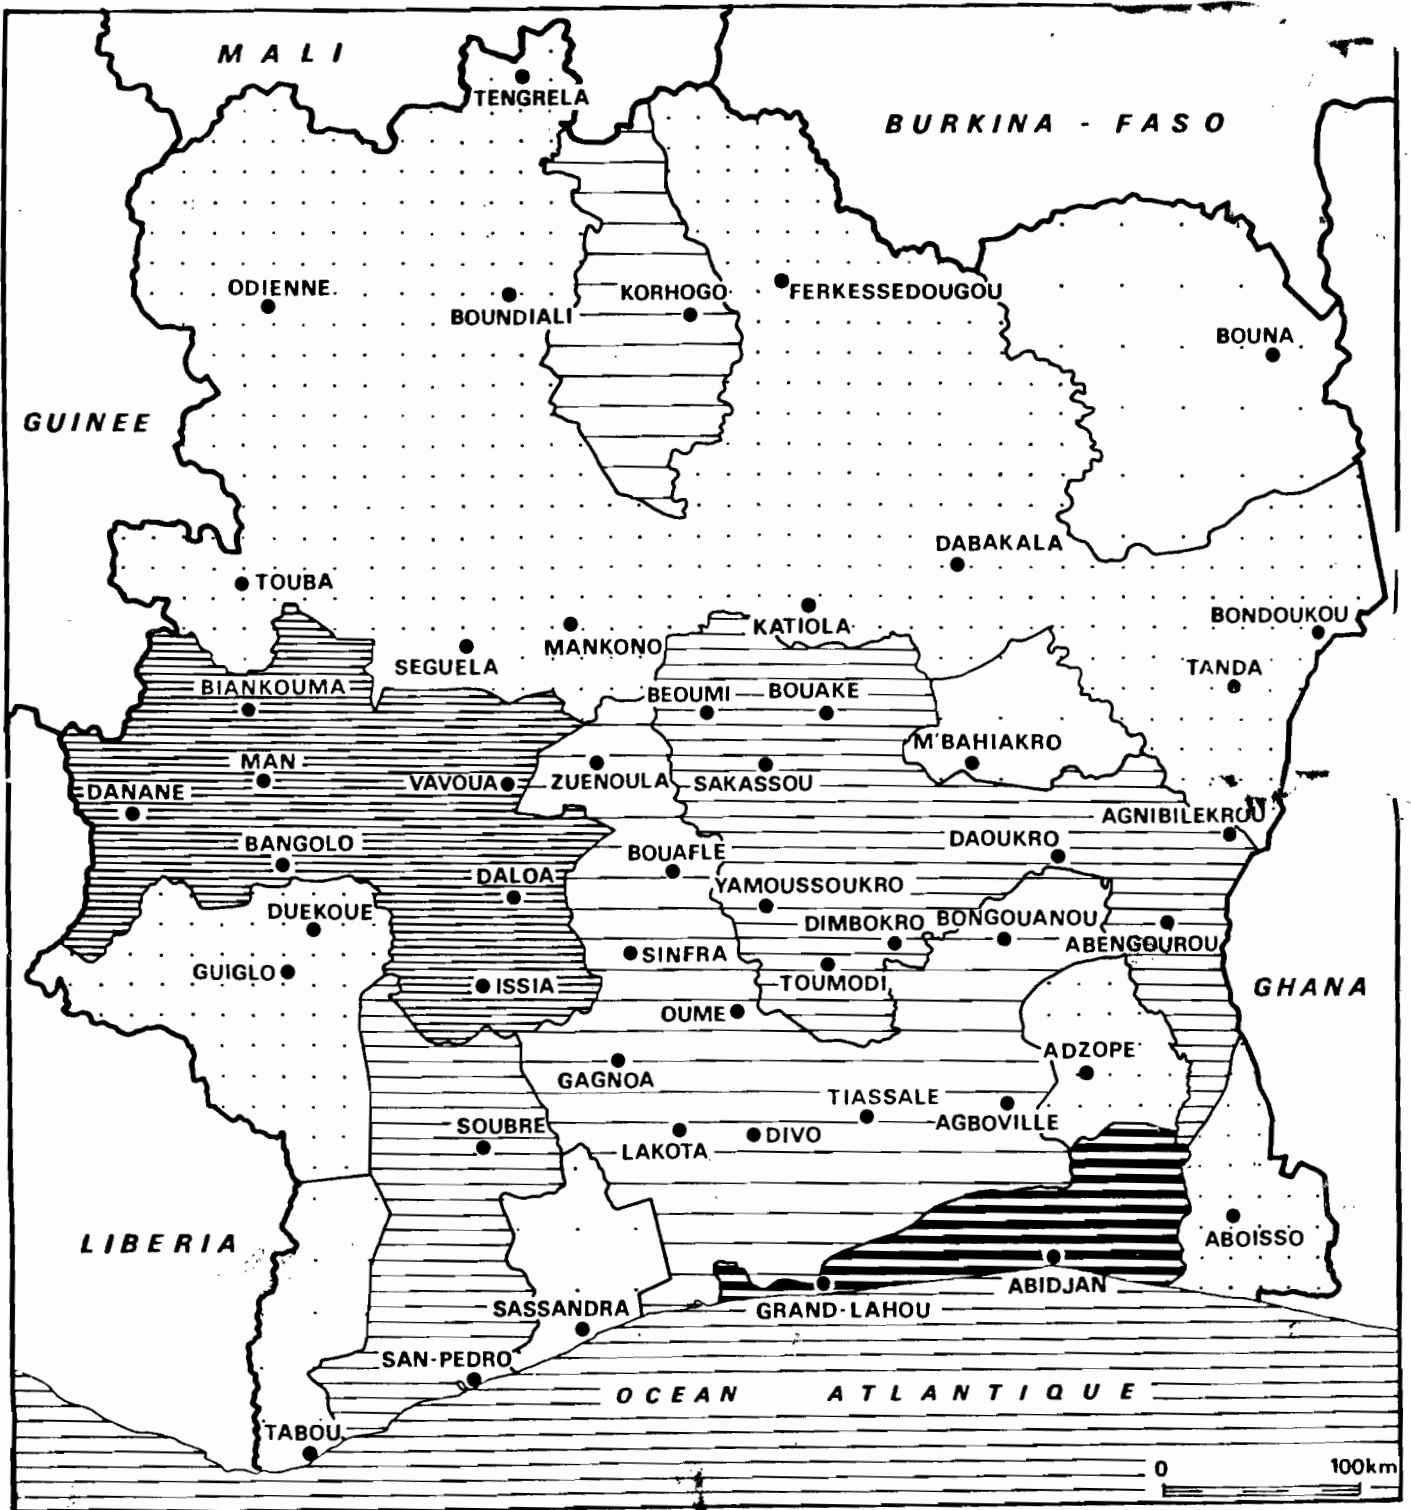 MALI
TENGRELA
BURKINA - FASO
ODIENNE
BOUNDIALI
KORHOGO
FERKESSEDOUGOU
BOUNA
GUINEE
DABAKALA
TOUBA
BONDOUKOU
KATIOLA
MANKONO
SEGUELA
TANDA
BIANKOUMA
BEOUMI
BOUAKE
M'BAHIAKRO
MAN
VAVOUA
ZUENOULA
SAKASSOU
DANANE
AGNIBILEKROU
BANGOLO
DAOUKRO
BOUAFLE
DALOA
YAMOUSSOUKRO
DUEKOUE
DIMBOKRO
BONGOUANOU
ABENGOUROU
SINFRA
GUIGLO
TOUMODI
ISSIA
GHANA
OUME
ADZOPE
GAGNOA
TIASSALE
AGBOVILLE
SOUBRE
DIVO
LAKOTA
LIBERIA
ABOISSO
ABIDJAN
SASSANDRA
GRAND-LAHOU
SAN-PEDRO
OCEAN ATLANTIQUE
TABOU
0 100km